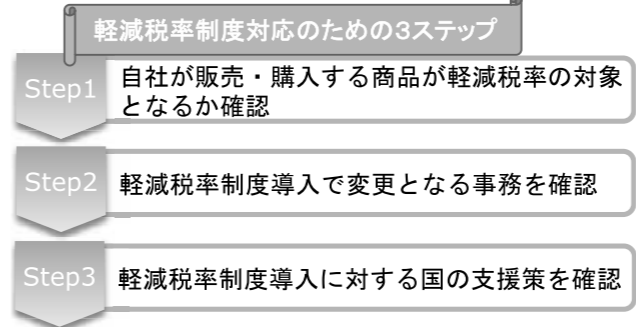 軽減税率制度対応のための3ステップ
Step1
自社が販売・購入する商品が軽減税率の対象
となるか確認
Step2
軽減税率制度導入で変更となる事務を確認
Step3
軽減税率制度導入に対する国の支援策を確認